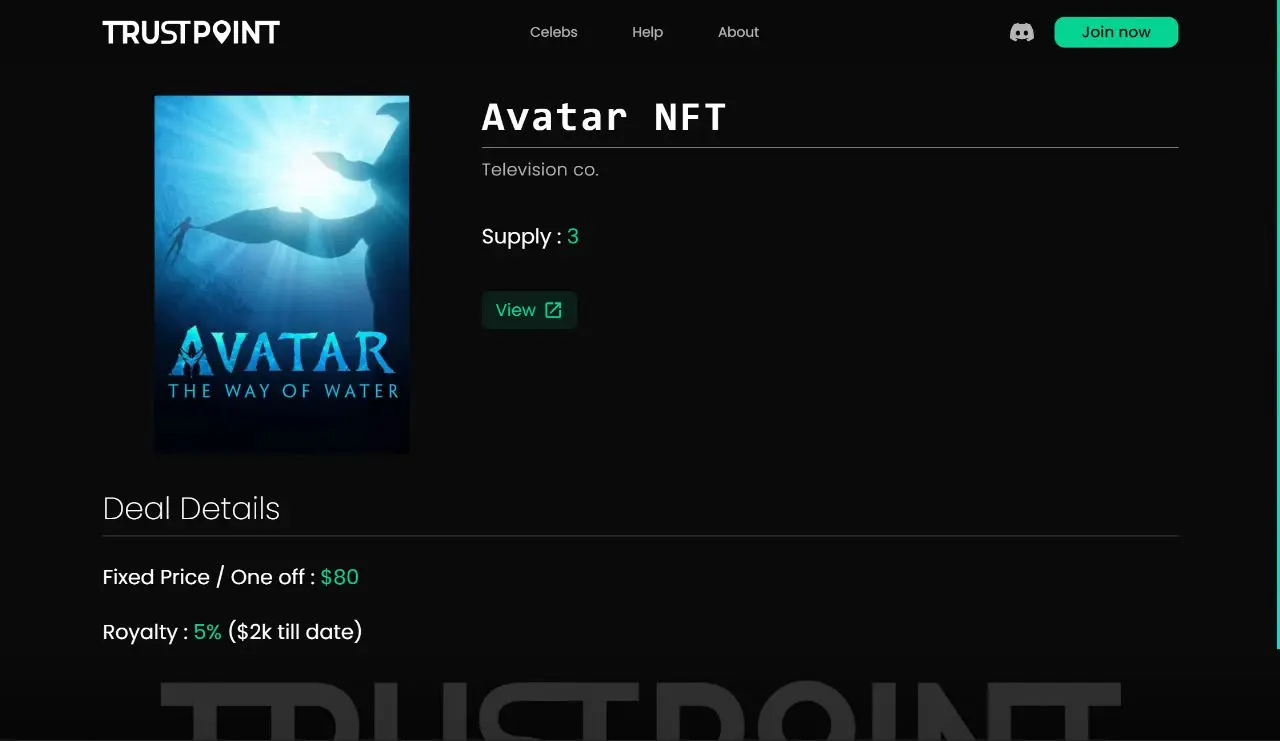 TRUSTPOINT
Celebs
Help
About
Join now
Avatar NFT
Television co.
Supply : 3
View
AVATAR
THE WAY OF WATER
Deal Details
Fixed Price / One off : $80
Royalty : 5% ($2k till date)
TRUSTPOINT